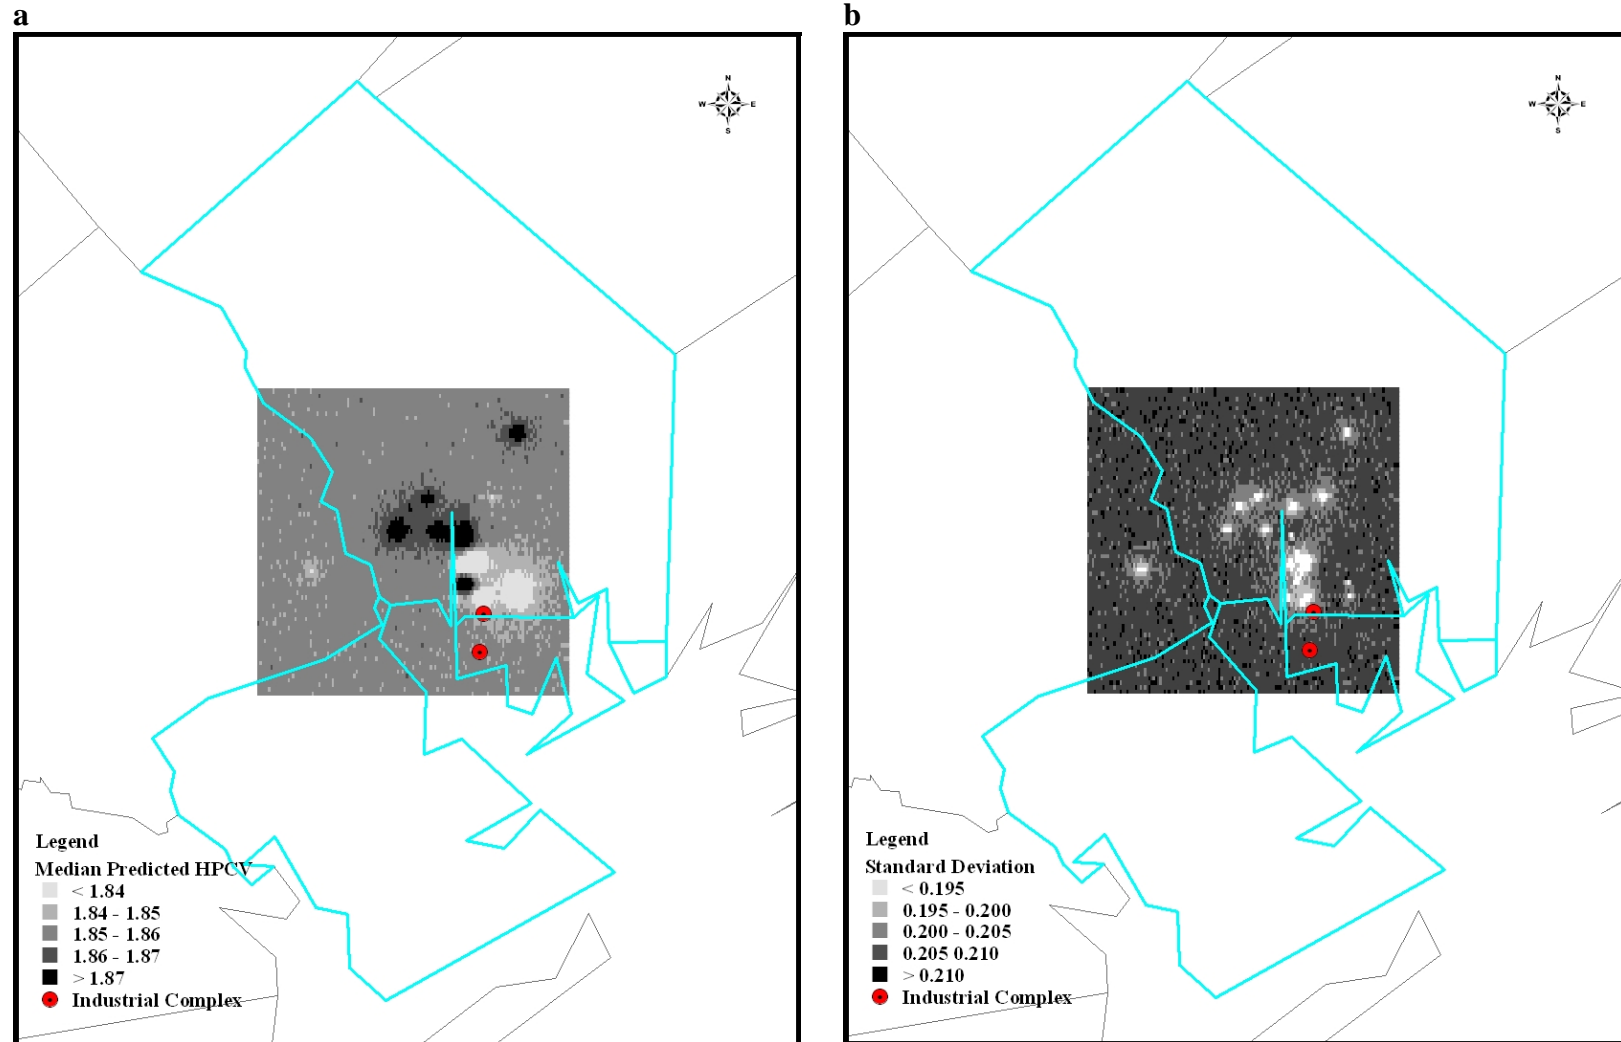 a
N
W E
S
Legend
Median Predicted HPCV
< 1.84
1.84 - 1.85
1.85 - 1.86
1.86 - 1.87
> 1.87
Industrial Complex
b
N
W E
S
Legend
Standard Deviation
< 0.195
0.195 - 0.200
0.200 - 0.205
0.205 0.210
> 0.210
Industrial Complex